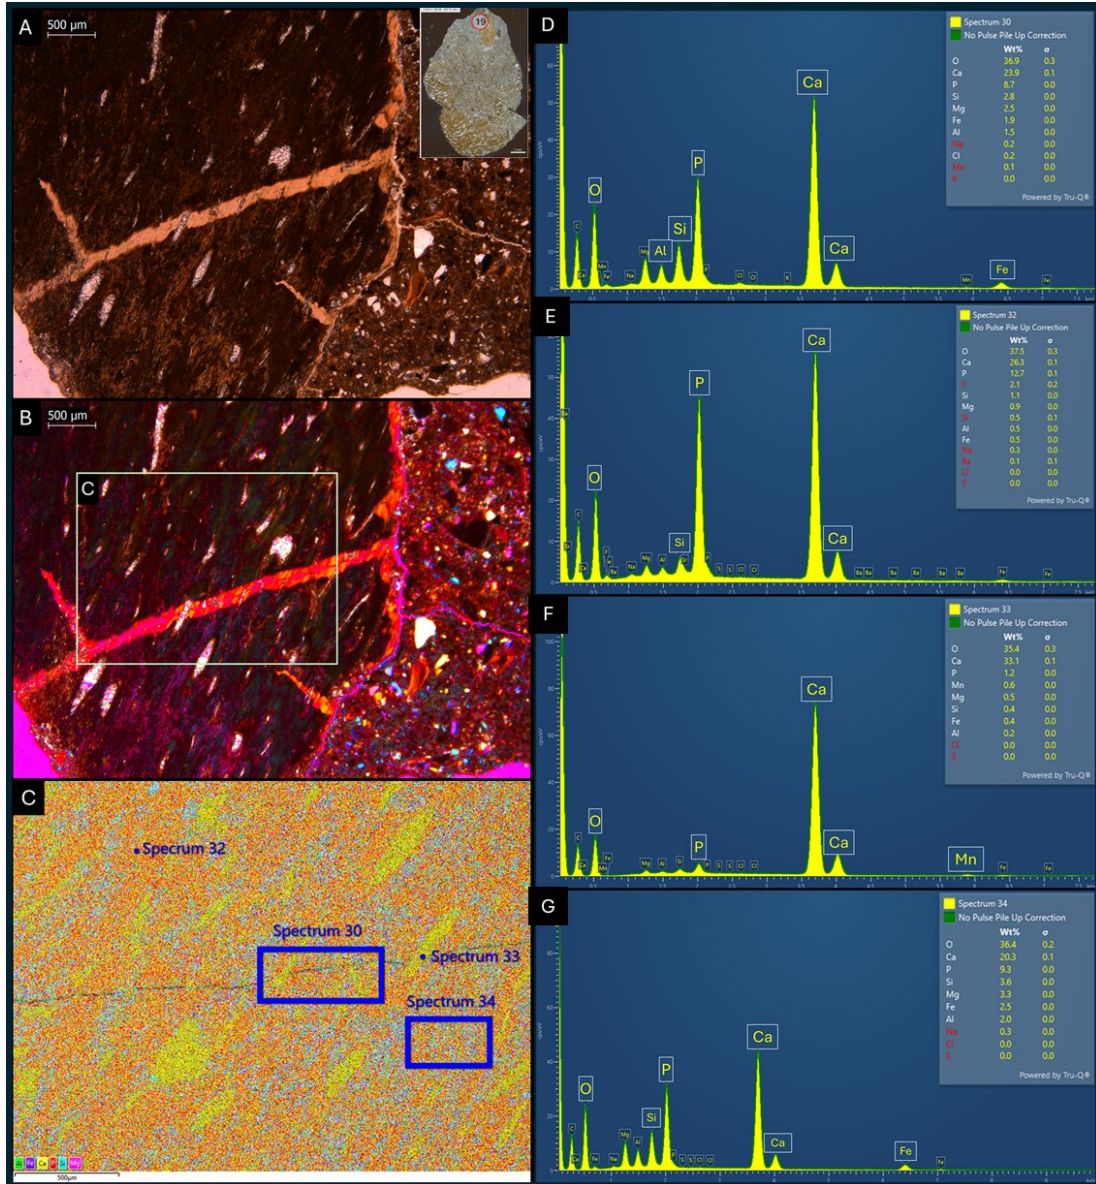 A
500 µm
19
B
500 µm
C
C
Specrum 32
Spectrum 30
Spectrum 33
Spectrum 34
Al Fe Ca P Si Mg
500µm
D
Spectrum 30
No Pulse Pile Up Correction
Wt% σ
O 36.9 0.3
Ca 23.9 0.1
P 8.7 0.0
Si 2.8 0.0
Mg 2.5 0.0
Fe 1.9 0.0
Al 1.5 0.0
Na 0.2 0.0
Cl 0.2 0.0
Mn 0.1 0.0
K 0.0 0.0
Powered by Tru-Q®
Ca
P
O
Si
Al
Ca
Fe
E
Spectrum 32
No Pulse Pile Up Correction
Wt% σ
O 37.5 0.3
Ca 26.3 0.1
P 12.7 0.1
F 2.1 0.2
Si 1.1 0.0
Mg 0.9 0.0
Sr 0.5 0.1
Al 0.5 0.0
Fe 0.5 0.0
Na 0.3 0.0
Ba 0.1 0.1
Cl 0.0 0.0
S 0.0 0.0
Powered by Tru-Q®
Ca
P
O
Si
Ca
F
Spectrum 33
No Pulse Pile Up Correction
Wt% σ
O 35.4 0.3
Ca 33.1 0.1
P 1.2 0.0
Mn 0.6 0.0
Mg 0.5 0.0
Si 0.4 0.0
Fe 0.4 0.0
Al 0.2 0.0
Cl 0.0 0.0
S 0.0 0.0
Powered by Tru-Q®
Ca
O
P
Ca
Mn
G
Spectrum 34
No Pulse Pile Up Correction
Wt% σ
O 36.4 0.2
Ca 20.3 0.1
P 9.3 0.0
Si 3.6 0.0
Mg 3.3 0.0
Fe 2.5 0.0
Al 2.0 0.0
Na 0.3 0.0
Cl 0.0 0.0
S 0.0 0.0
Powered by Tru-Q®
Ca
P
O
Si
Ca
Fe